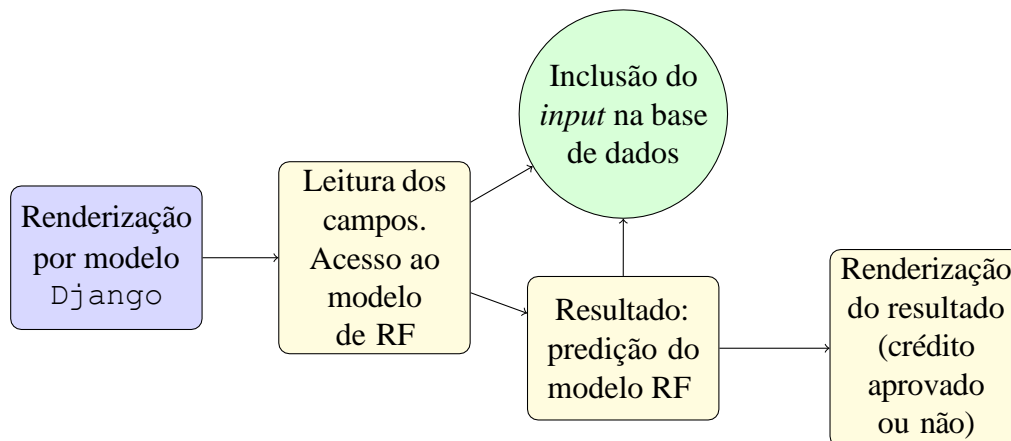 Renderização
por modelo
Django
Leitura dos
campos.
Acesso ao
modelo
de RF
Inclusão do
input na base
de dados
Resultado:
predição do
modelo RF
Renderização
do resultado
(crédito
aprovado
ou não)